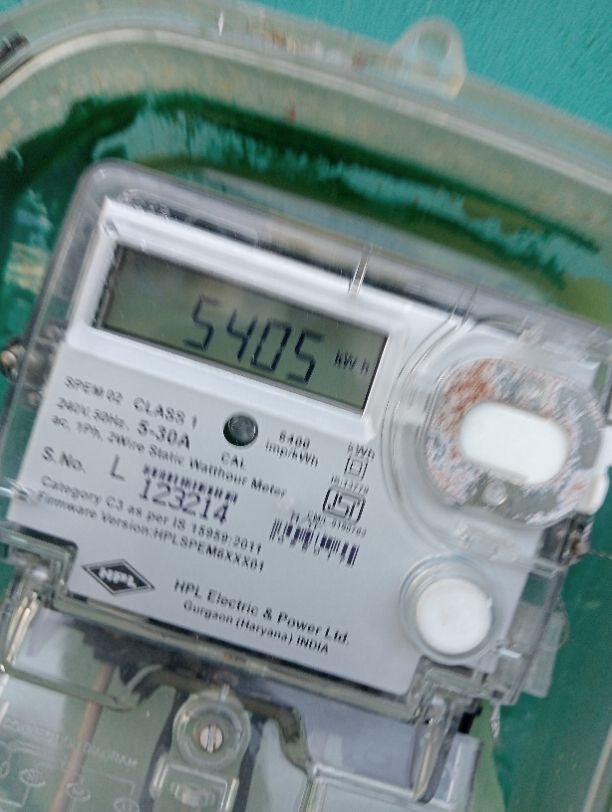 5405 kWh
SPEM 02 CLASS 1
240V, 50Hz, 5-30A
ac, 1Ph, 2Wire Static Watthour Meter
CAL
6400
imp/kWh
kWh
S.No. L 123214
Category C3 as per IS 15959:2011
Firmware Version:HPLSPEM6XXX01
HPL
HPL Electric & Power Ltd.
Gurgaon (Haryana) INDIA